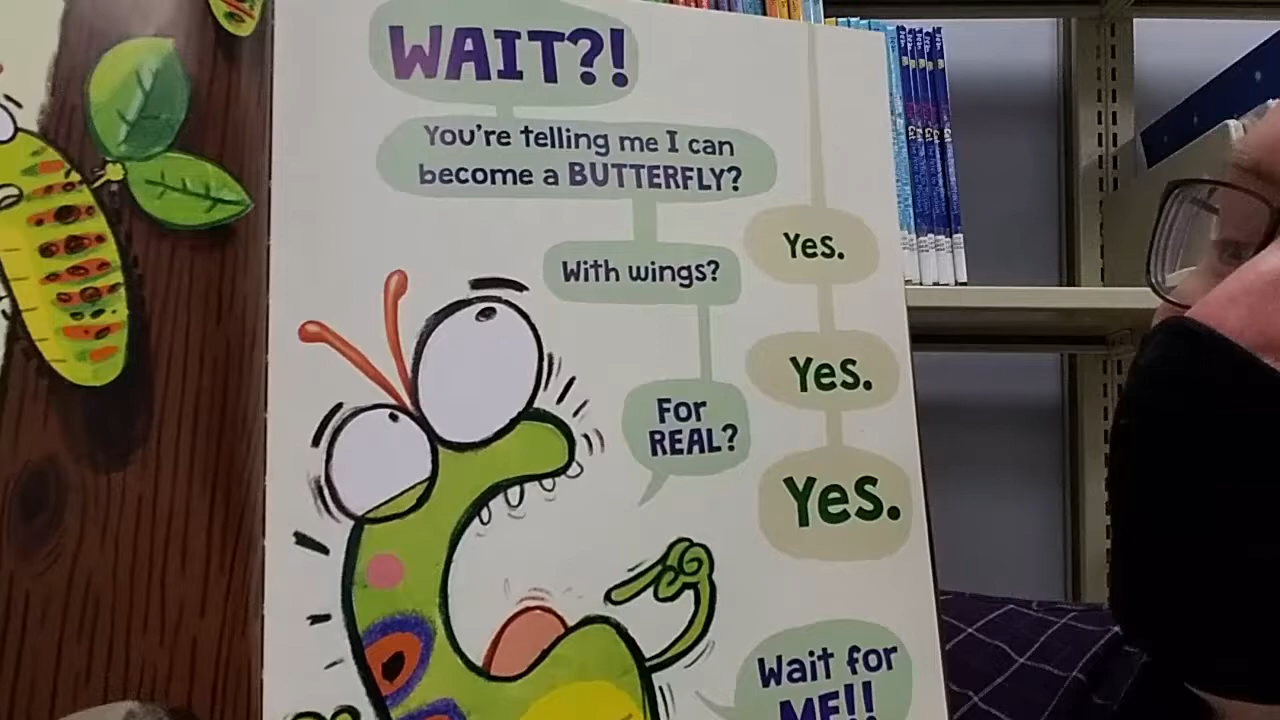 WAIT?!
You're telling me I can
become a BUTTERFLY?
Yes.
With wings?
Yes.
For
REAL?
Yes.
Wait for
ME!!